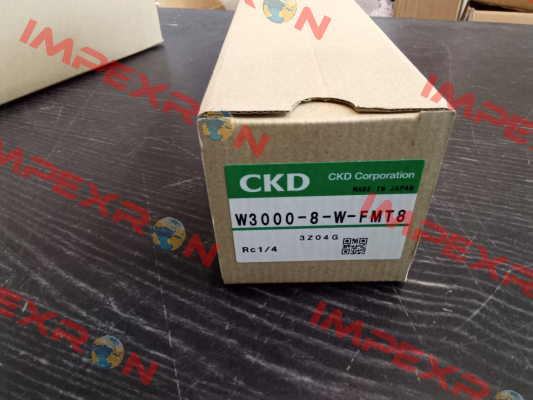 IMPEXRON
IMPEXRON
IMPEXRON
IMPEXRON
IMPEXRON
CKD
CKD Corporation
MADE IN JAPAN
W3000-8-W-FMT8
3Z04G
Rc1/4
IMPEXRON
IMPEXRON